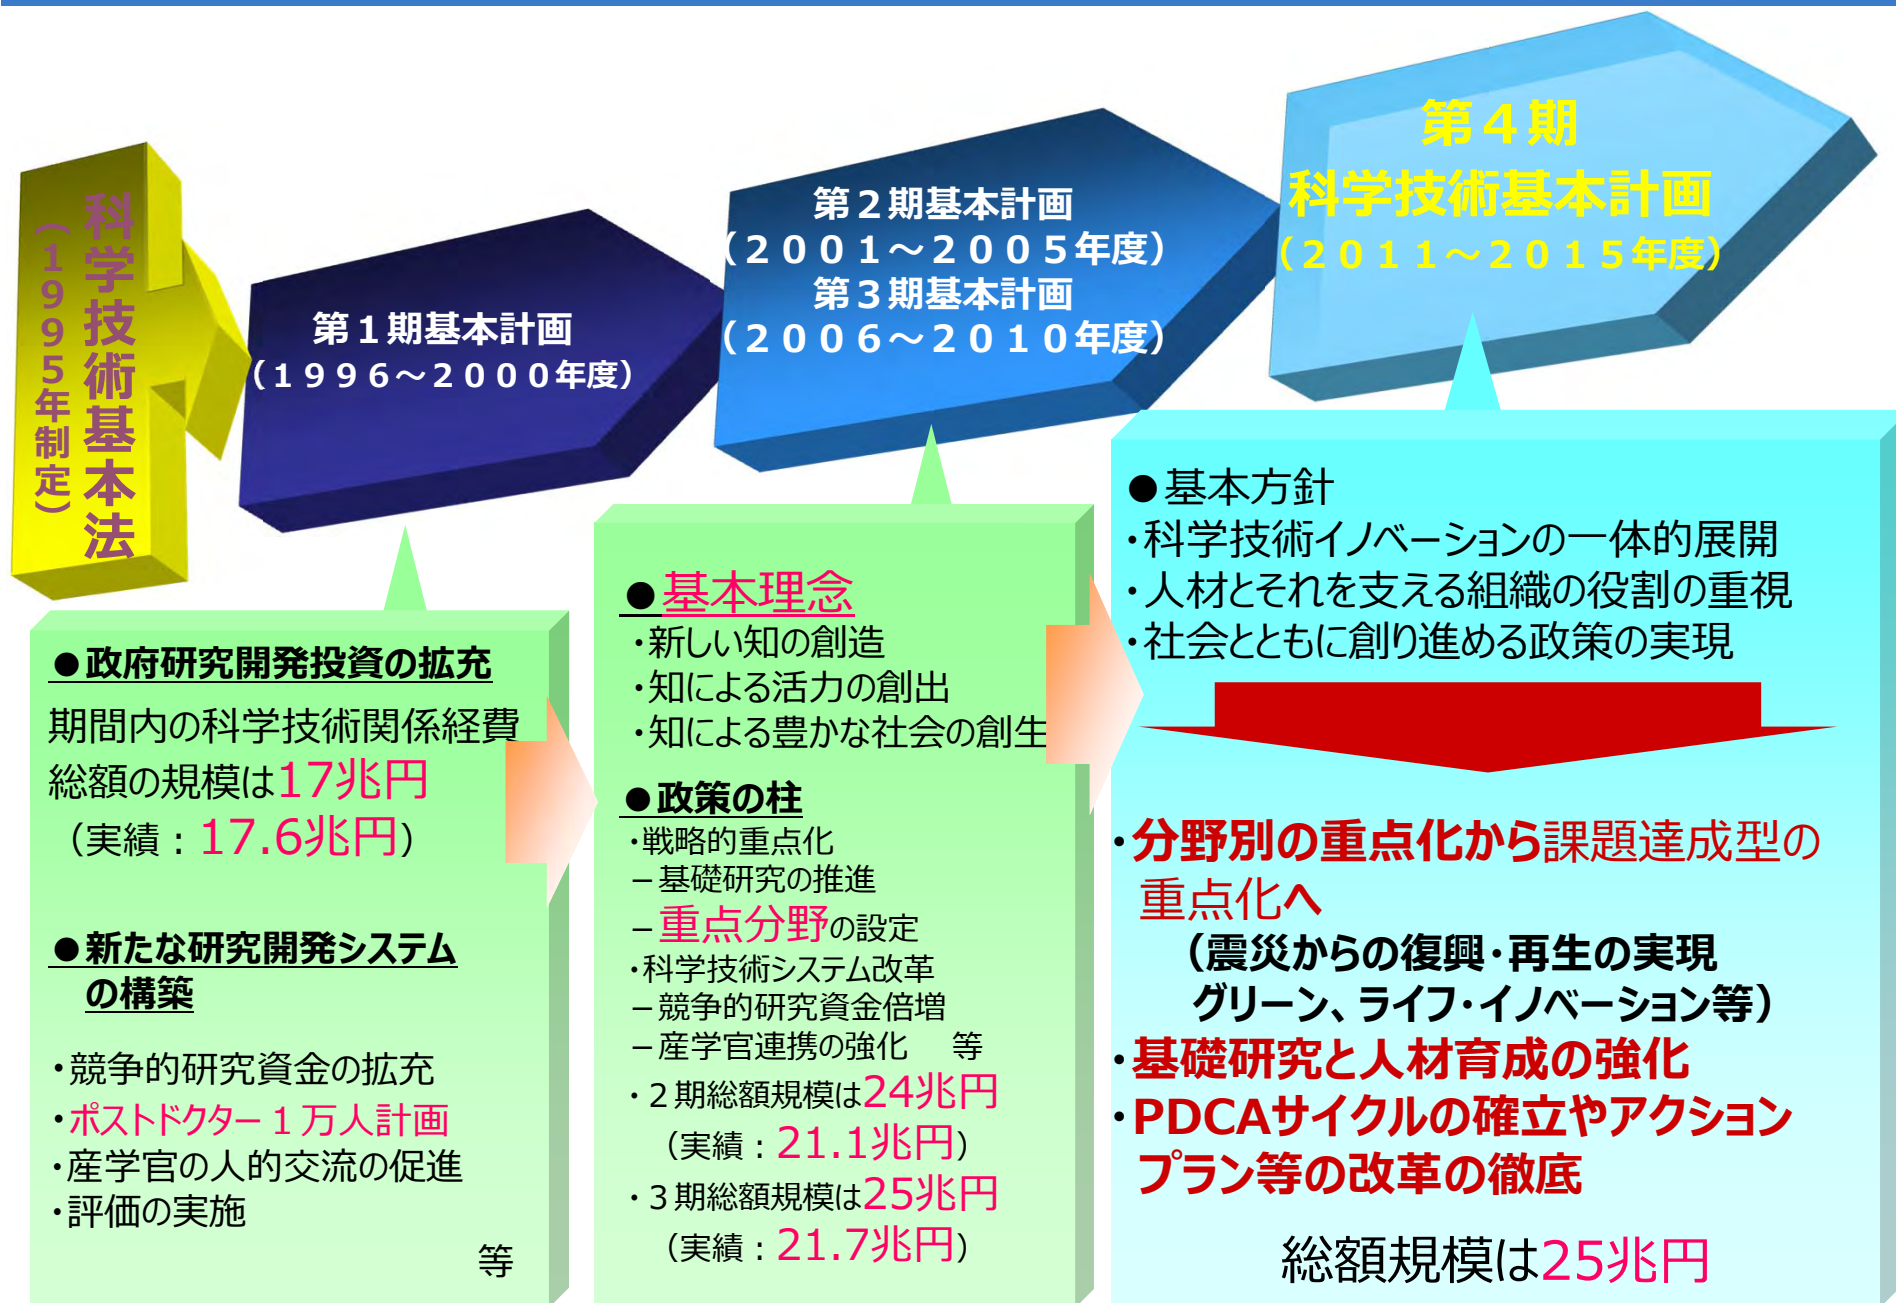 科学技術基本法
（１９９５年制定）
第１期基本計画
（１９９６～２０００年度）
第２期基本計画
（２００１～２００５年度）
第３期基本計画
（２００６～２０１０年度）
第４期
科学技術基本計画
（２０１１～２０１５年度）
●政府研究開発投資の拡充
期間内の科学技術関係経費
総額の規模は17兆円
（実績：17.6兆円）
●新たな研究開発システム
の構築
・競争的研究資金の拡充
・ポストドクター１万人計画
・産学官の人的交流の促進
・評価の実施
等
●基本理念
・新しい知の創造
・知による活力の創出
・知による豊かな社会の創生
●政策の柱
・戦略的重点化
－基礎研究の推進
－重点分野の設定
・科学技術システム改革
－競争的研究資金倍増
－産学官連携の強化　等
・２期総額規模は24兆円
（実績：21.1兆円）
・３期総額規模は25兆円
（実績：21.7兆円）
●基本方針
・科学技術イノベーションの一体的展開
・人材とそれを支える組織の役割の重視
・社会とともに創り進める政策の実現
・分野別の重点化から課題達成型の
重点化へ
（震災からの復興・再生の実現
グリーン、ライフ・イノベーション等）
・基礎研究と人材育成の強化
・PDCAサイクルの確立やアクション
プラン等の改革の徹底
総額規模は25兆円